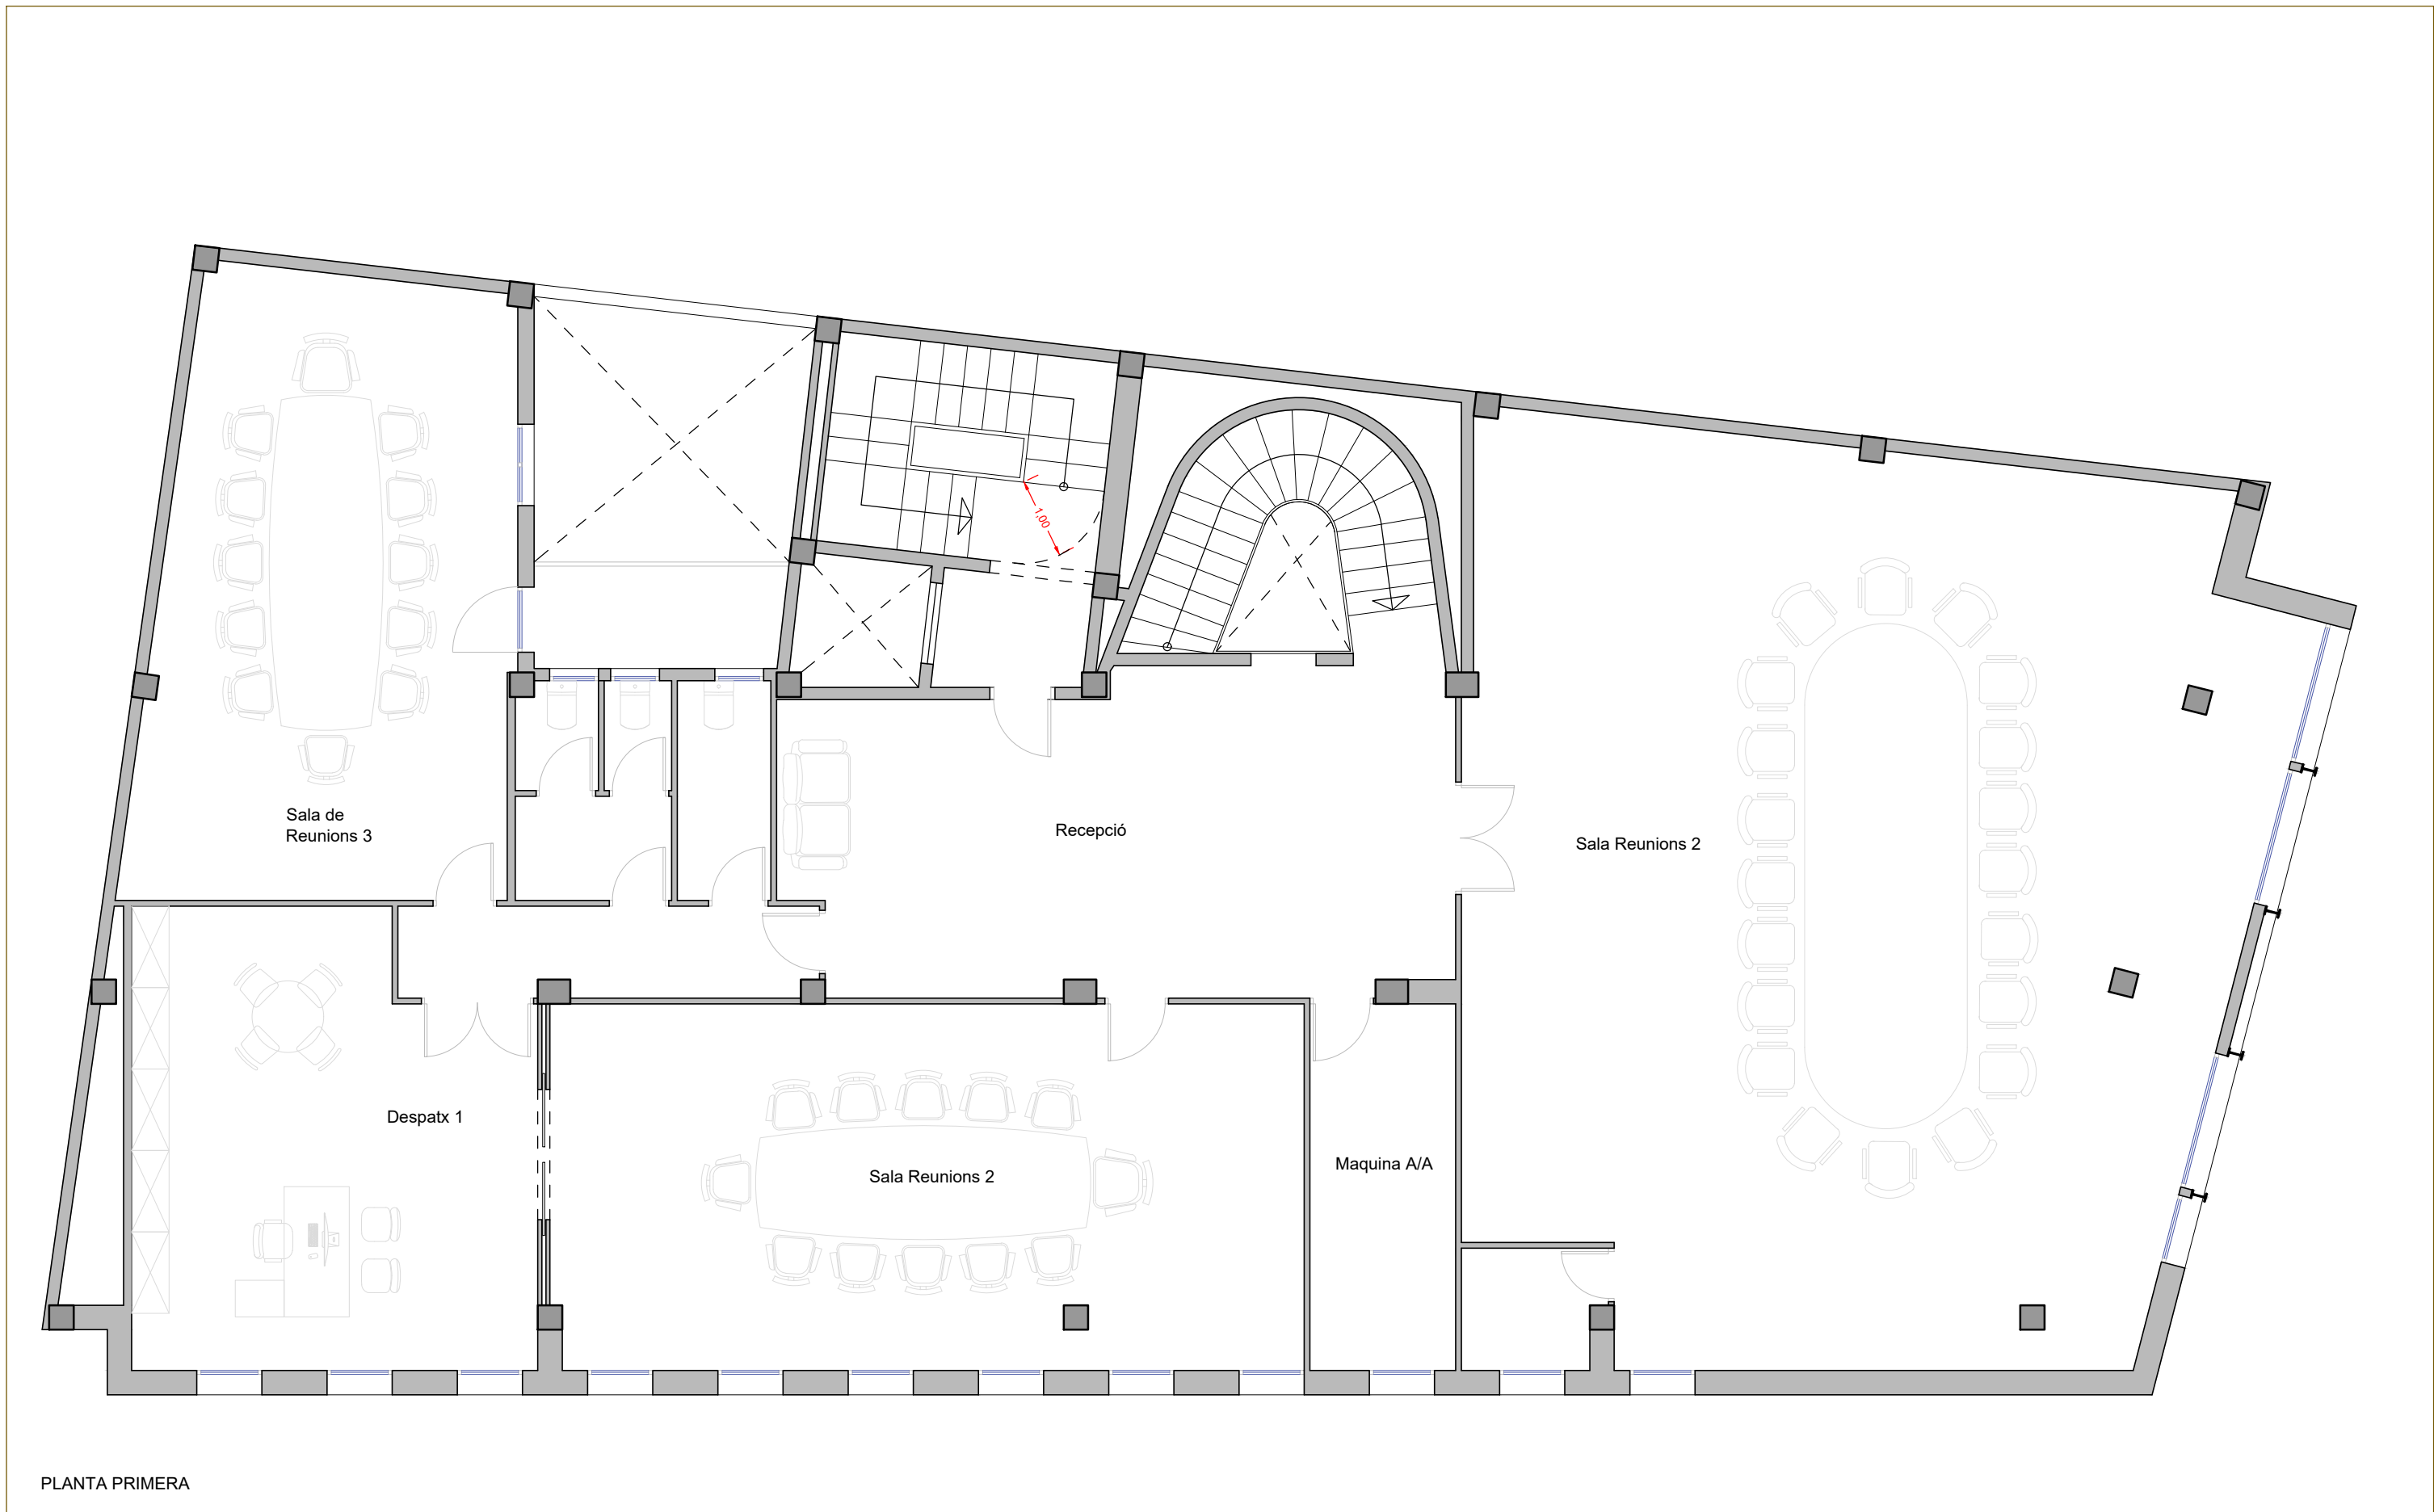 1,00
Sala de
Reunions 3
Recepció
Sala Reunions 2
Despatx 1
Sala Reunions 2
Maquina A/A
PLANTA PRIMERA